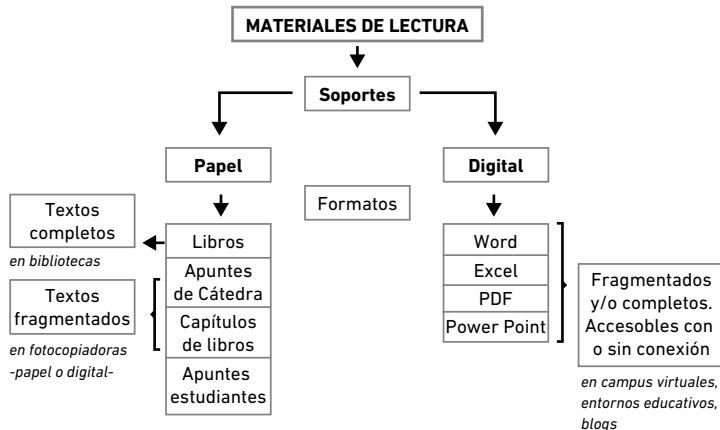 MATERIALES DE LECTURA
Soportes
Papel
Digital
Formatos
Textos
completos
en bibliotecas
Textos
fragmentados
en fotocopiadoras
-papel o digital-
Libros
Apuntes
de Cátedra
Capítulos
de libros
Apuntes
estudiantes
Word
Excel
PDF
Power Point
Fragmentados
y/o completos.
Accesobles con
o sin conexión
en campus virtuales,
entornos educativos,
blogs